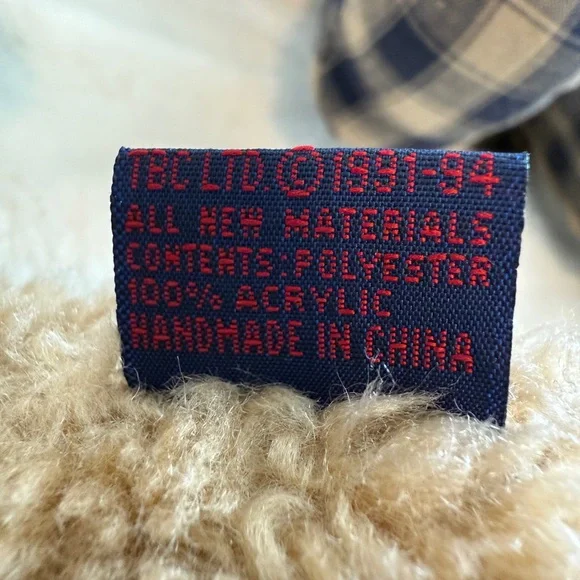 TBC LTD. © 1991-94
ALL NEW MATERIALS
CONTENTS: POLYESTER
100% ACRYLIC
HANDMADE IN CHINA